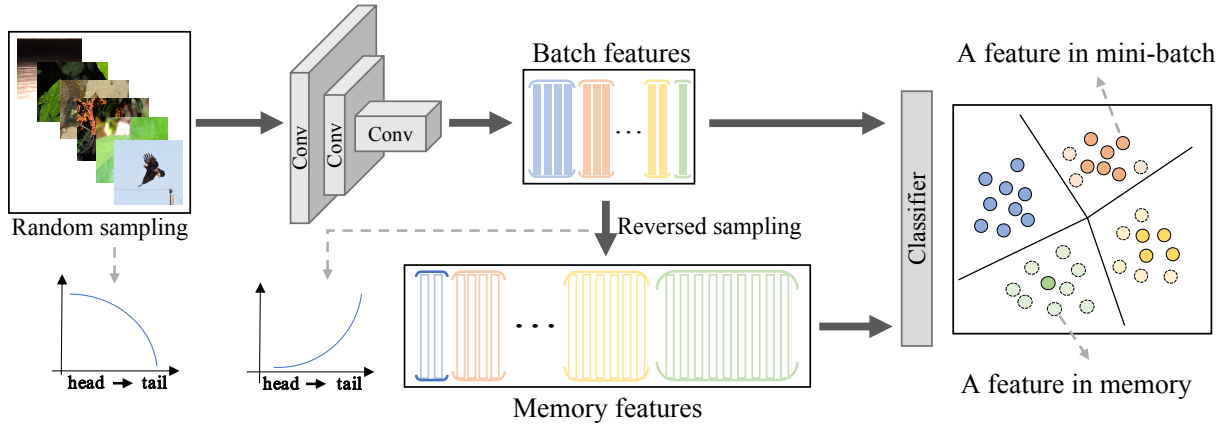 Batch features
A feature in mini-batch
Conv
Conv
Conv
...
Random sampling
Reversed sampling
Classifier
...
head → tail
head → tail
Memory features
A feature in memory